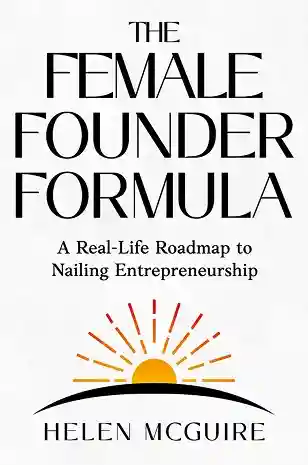 THE
FEMALE
FOUNDER
FORMULA
A Real-Life Roadmap to
Nailing Entrepreneurship
HELEN MCGUIRE